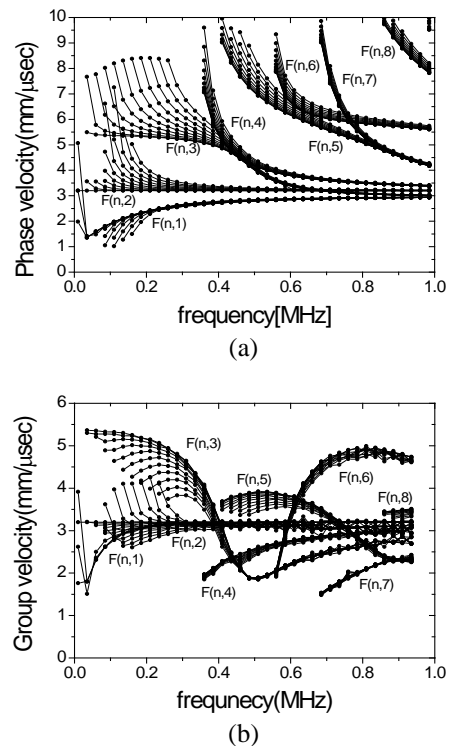 10
9
8
7
6
5
4
3
2
1
0
Phase velocity(mm/μsec)
F(n,8)
F(n,6)
F(n,7)
F(n,4)
F(n,5)
F(n,3)
F(n,2)
F(n,1)
0.0 0.2 0.4 0.6 0.8 1.0
frequency[MHz]
(a)
6
5
4
3
2
1
0
Group velocity(mm/μsec)
F(n,3)
F(n,6)
F(n,5)
F(n,8)
F(n,2)
F(n,1)
F(n,4)
F(n,7)
0.0 0.2 0.4 0.6 0.8 1.0
frequnecy(MHz)
(b)